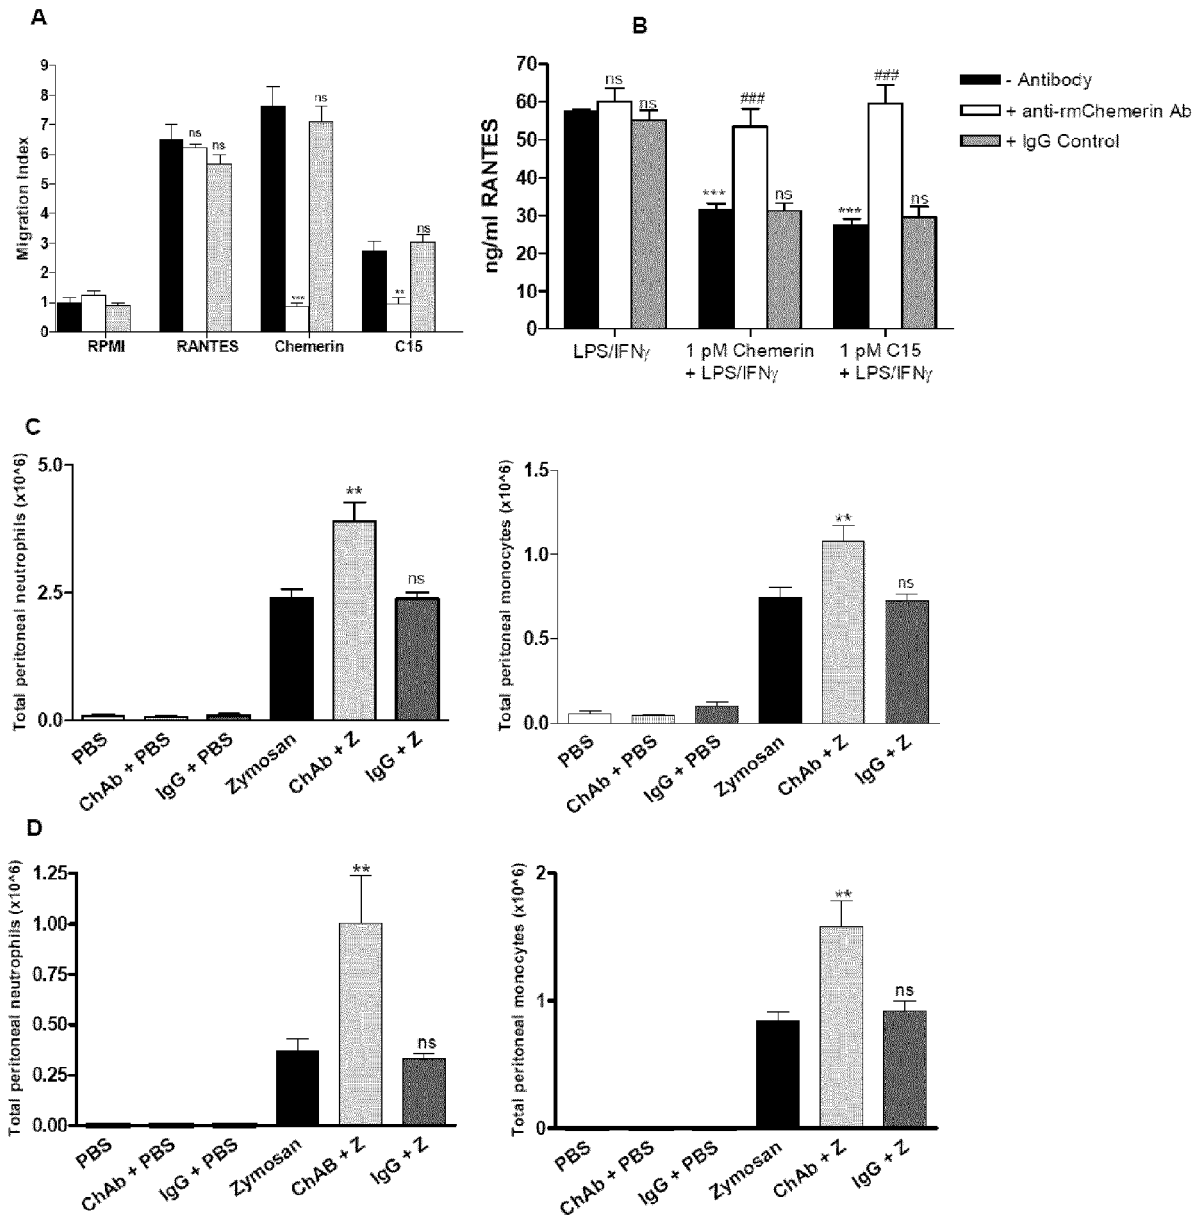 A
B
9
8
7
6
5
4
3
2
1
0
Migration Index
ns
ns
***
ns
**
ns
RPMI
RANTES
Chemerin
C15
70
60
50
40
30
20
10
0
ng/ml RANTES
ns
ns
***
###
ns
***
###
ns
LPS/IFNγ
1 pM Chemerin
+ LPS/IFNγ
1 pM C15
+ LPS/IFNγ
- Antibody
+ anti-rmChemerin Ab
+ IgG Control
C
5.0
2.5
0.0
Total peritoneal neutrophils (x10^6)
**
ns
PBS
ChAb + PBS
IgG + PBS
Zymosan
ChAb + Z
IgG + Z
1.5
1.0
0.5
0.0
Total peritoneal monocytes (x10^6)
**
ns
PBS
ChAb + PBS
IgG + PBS
Zymosan
ChAb + Z
IgG + Z
D
1.25
1.00
0.75
0.50
0.25
0.00
Total peritoneal neutrophils (x10^6)
**
ns
PBS
ChAb + PBS
IgG + PBS
Zymosan
ChAB + Z
IgG + Z
2
1
0
Total peritoneal monocytes (x10^6)
**
ns
PBS
ChAb + PBS
IgG + PBS
Zymosan
ChAb + Z
IgG + Z